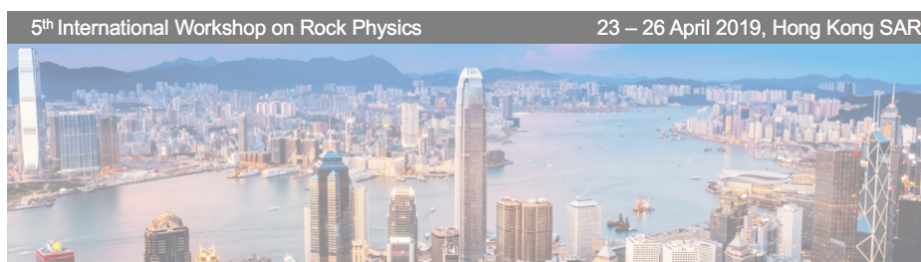 5th International Workshop on Rock Physics 23 – 26 April 2019, Hong Kong SAR